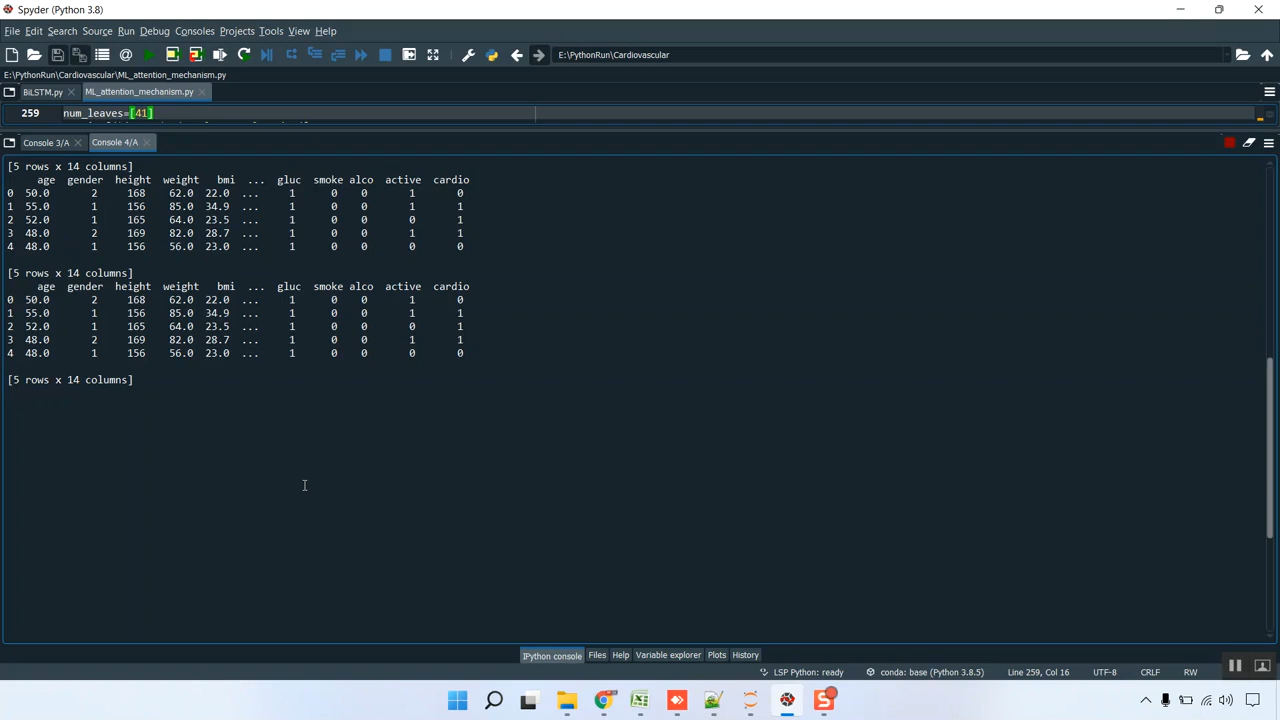 Spyder (Python 3.8)
File Edit Search Source Run Debug Consoles Projects Tools View Help
E:\PythonRun\Cardiovascular
E:\PythonRun\Cardiovascular\ML_attention_mechanism.py
BiLSTM.py ML_attention_mechanism.py
259 num_leaves=[41]
Console 3/A Console 4/A
[5 rows x 14 columns]
age gender height weight bmi ... gluc smoke alco active cardio
0 50.0 2 168 62.0 22.0 ... 1 0 0 1 0
1 55.0 1 156 85.0 34.9 ... 1 0 0 1 1
2 52.0 1 165 64.0 23.5 ... 1 0 0 0 1
3 48.0 2 169 82.0 28.7 ... 1 0 0 1 1
4 48.0 1 156 56.0 23.0 ... 1 0 0 0 0
[5 rows x 14 columns]
age gender height weight bmi ... gluc smoke alco active cardio
0 50.0 2 168 62.0 22.0 ... 1 0 0 1 0
1 55.0 1 156 85.0 34.9 ... 1 0 0 1 1
2 52.0 1 165 64.0 23.5 ... 1 0 0 0 1
3 48.0 2 169 82.0 28.7 ... 1 0 0 1 1
4 48.0 1 156 56.0 23.0 ... 1 0 0 0 0
[5 rows x 14 columns]
IPython console Files Help Variable explorer Plots History
LSP Python: ready conda: base (Python 3.8.5) Line 259, Col 16 UTF-8 CRLF RW